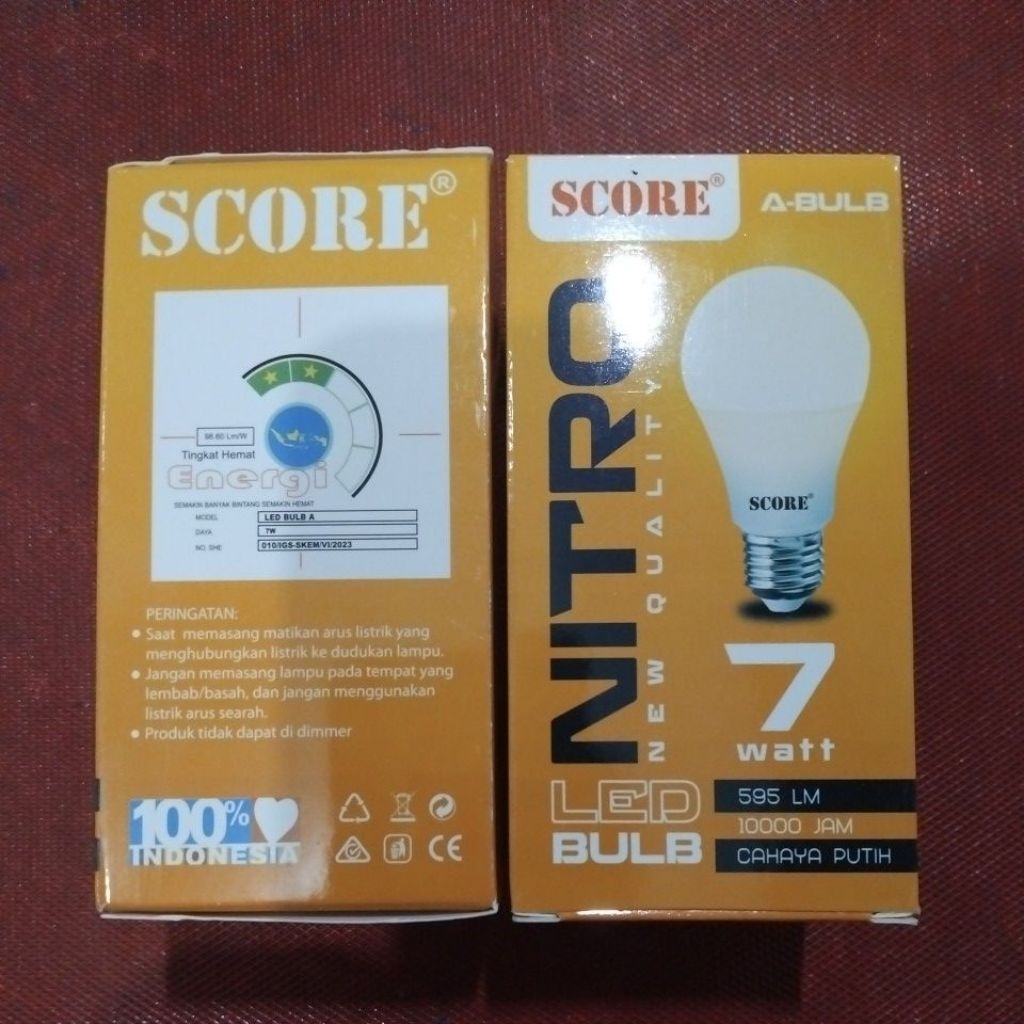 SCORE®
98.60 Lm/W
Tingkat Hemat
Energi
SEMAKIN BANYAK BINTANG SEMAKIN HEMAT
MODEL LED BULB A
DAYA 7W
NO. SHE 010/IGS-SKEM/VI/2023
PERINGATAN:
• Saat memasang matikan arus listrik yang
menghubungkan listrik ke dudukan lampu.
• Jangan memasang lampu pada tempat yang
lembab/basah, dan jangan menggunakan
listrik arus searah.
• Produk tidak dapat di dimmer
100%
INDONESIA
CE
SCORE®
A-BULB
NITRO
NEW QUALITY
SCORE®
7
watt
LED
BULB
595 LM
10000 JAM
CAHAYA PUTIH